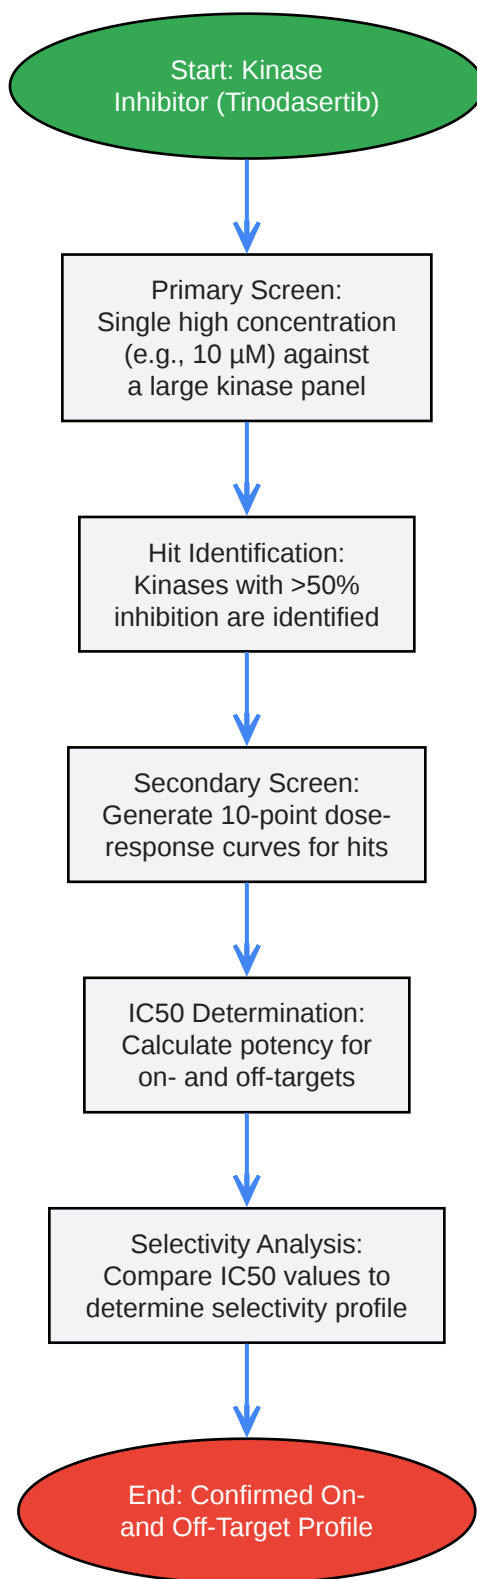 Start: Kinase
Inhibitor (Tinodasertib)
Primary Screen:
Single high concentration
(e.g., 10 µM) against
a large kinase panel
Hit Identification:
Kinases with >50%
inhibition are identified
Secondary Screen:
Generate 10-point dose-
response curves for hits
IC50 Determination:
Calculate potency for
on- and off-targets
Selectivity Analysis:
Compare IC50 values to
determine selectivity profile
End: Confirmed On-
and Off-Target Profile